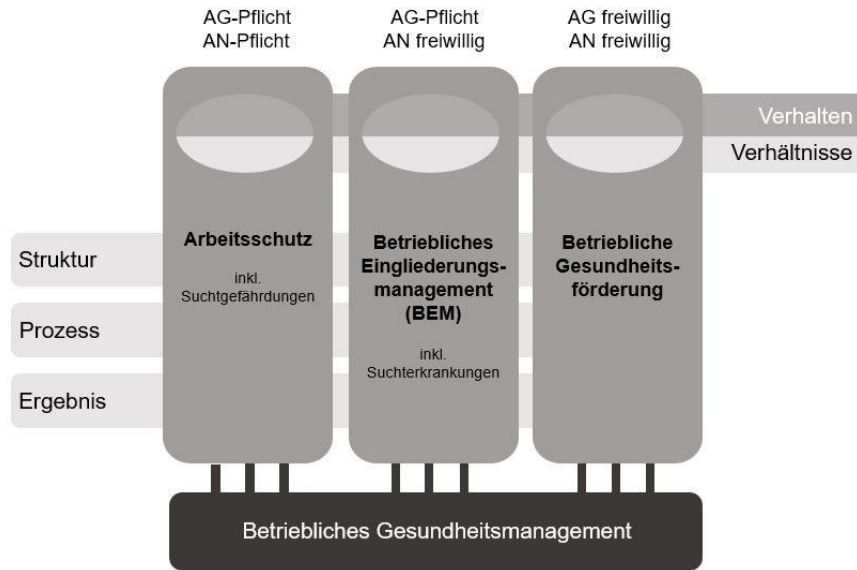 AG-Pflicht
AN-Pflicht
AG-Pflicht
AN freiwillig
AG freiwillig
AN freiwillig
Verhalten
Verhältnisse
Struktur
Prozess
Ergebnis
Arbeitsschutz
inkl.
Suchtgefährdungen
Betriebliches
Eingliederungs-
management
(BEM)
inkl.
Suchterkrankungen
Betriebliche
Gesundheits-
förderung
Betriebliches Gesundheitsmanagement